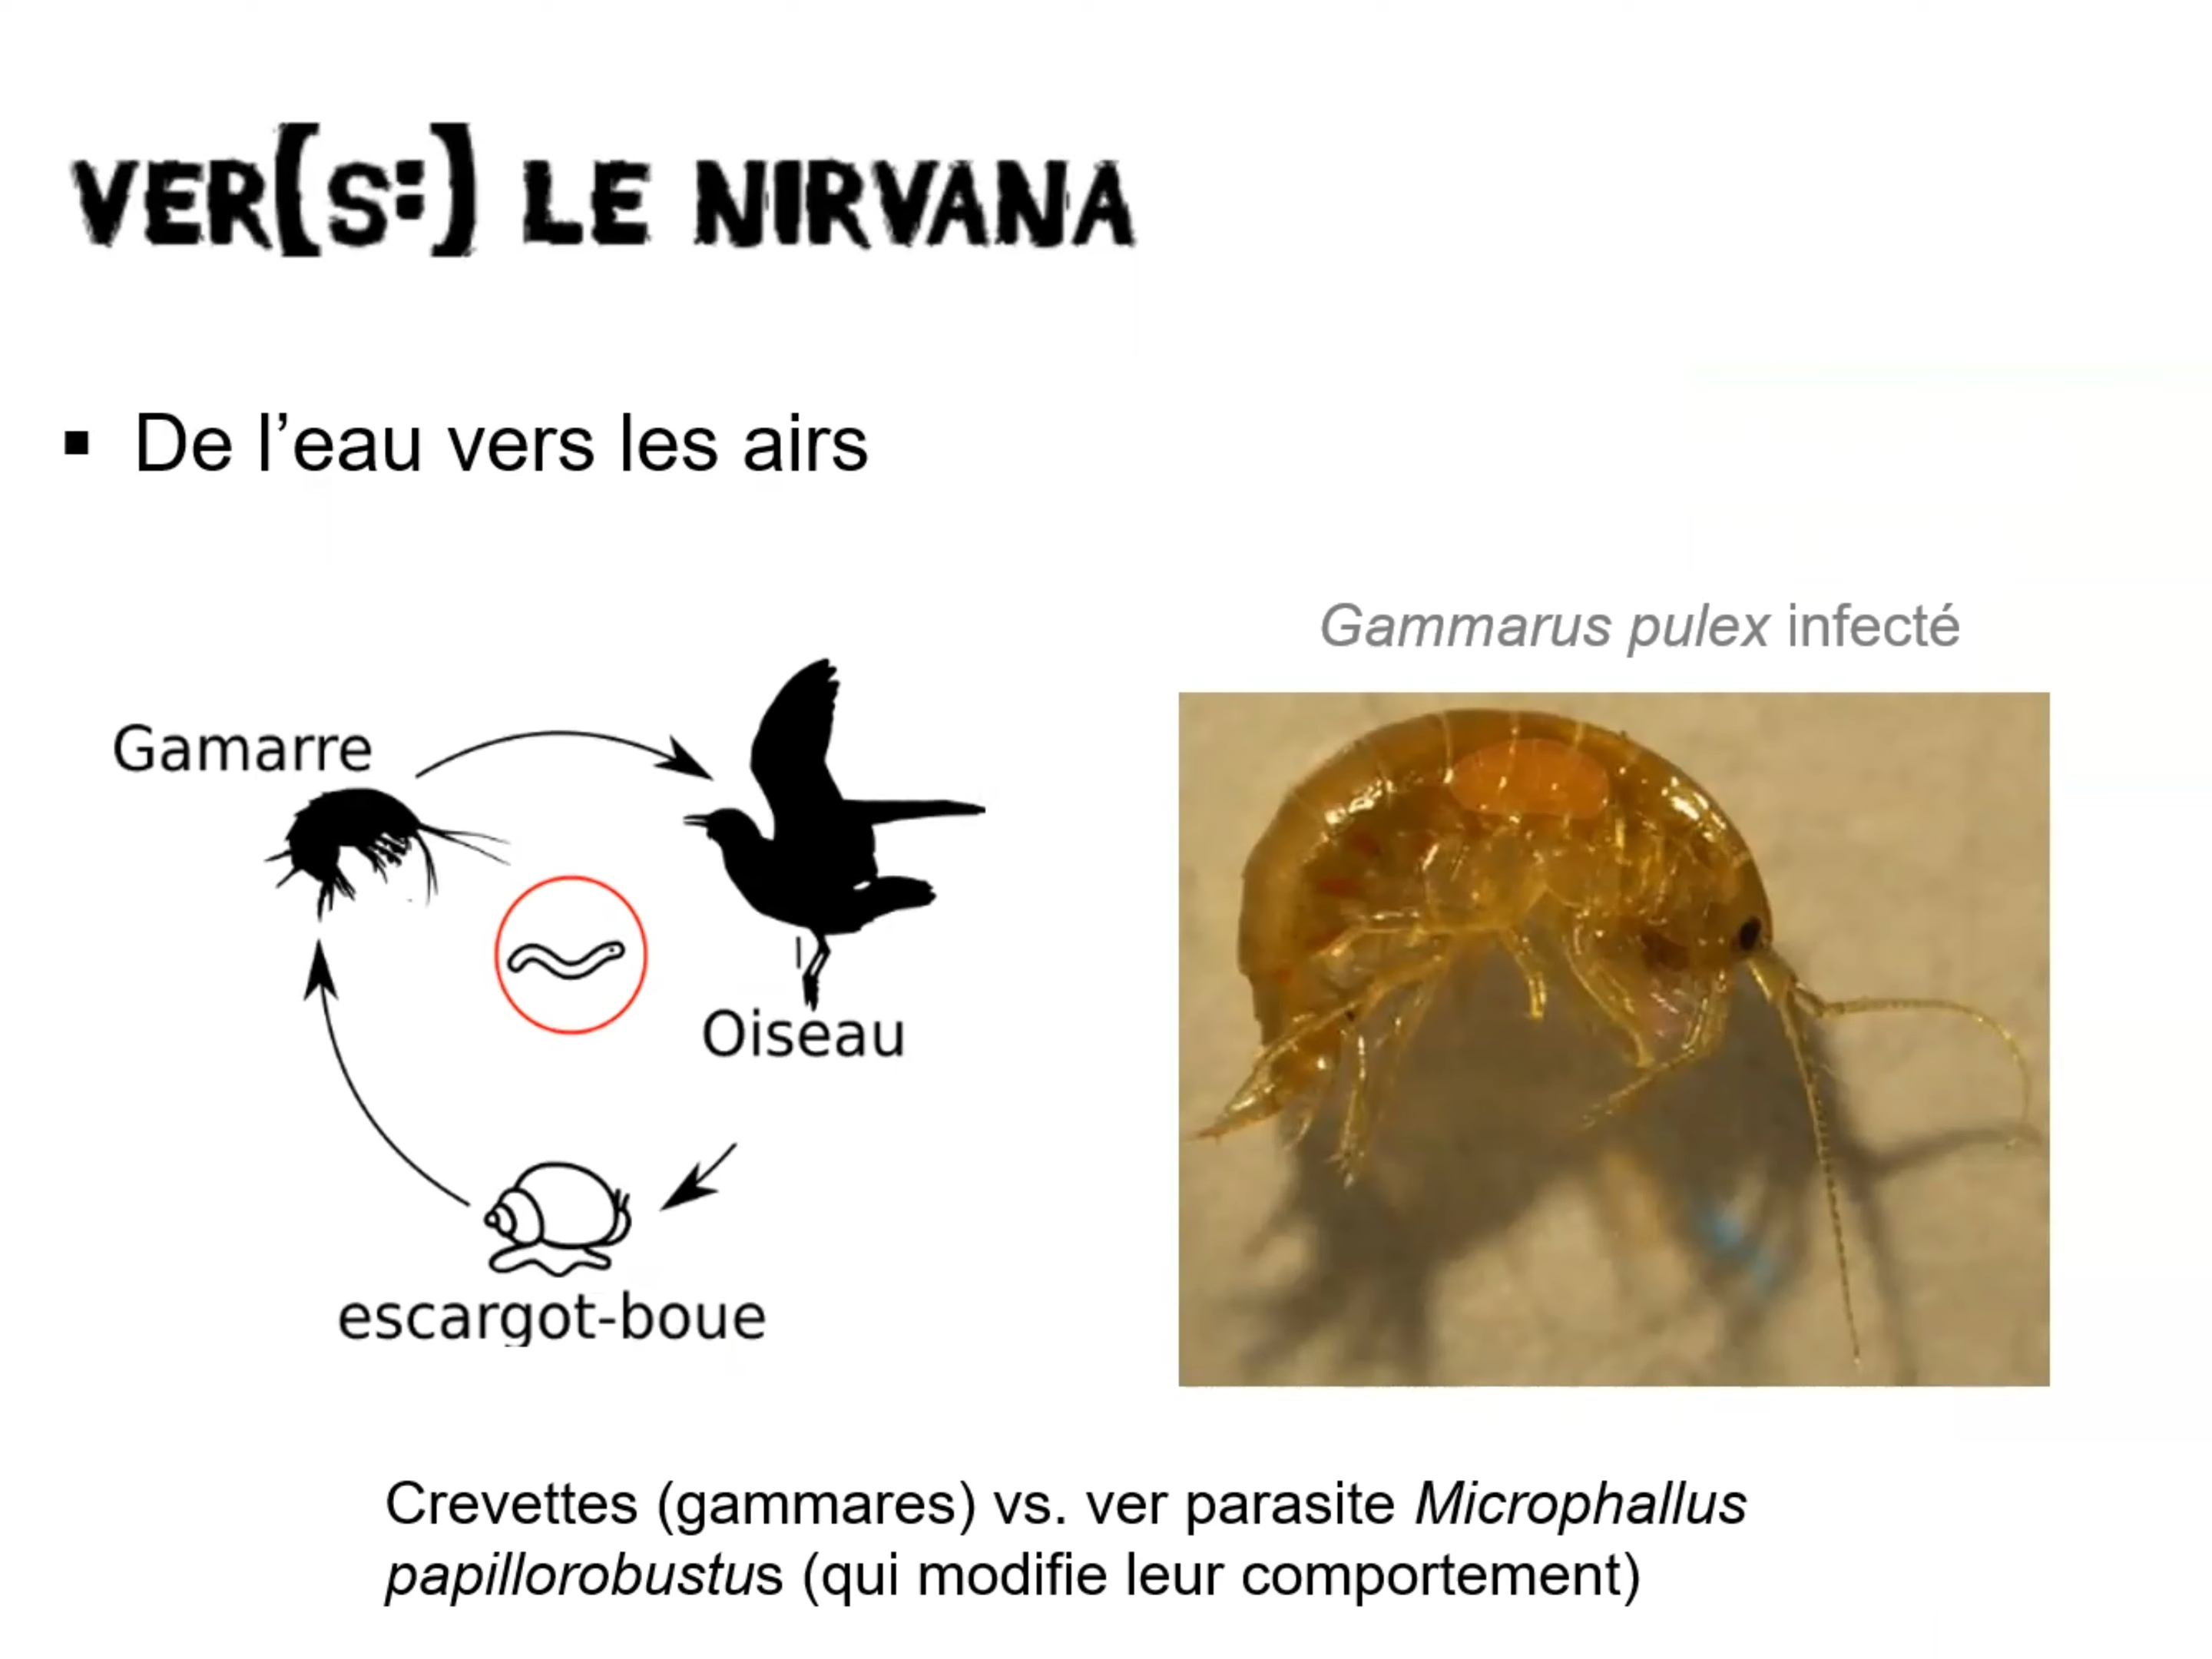 VER(S:) LE NIRVANA
▪ De l’eau vers les airs
Gammarus pulex infecté
Gamarre
Oiseau
escargot-boue
Crevettes (gammares) vs. ver parasite Microphallus
papillorobustus (qui modifie leur comportement)